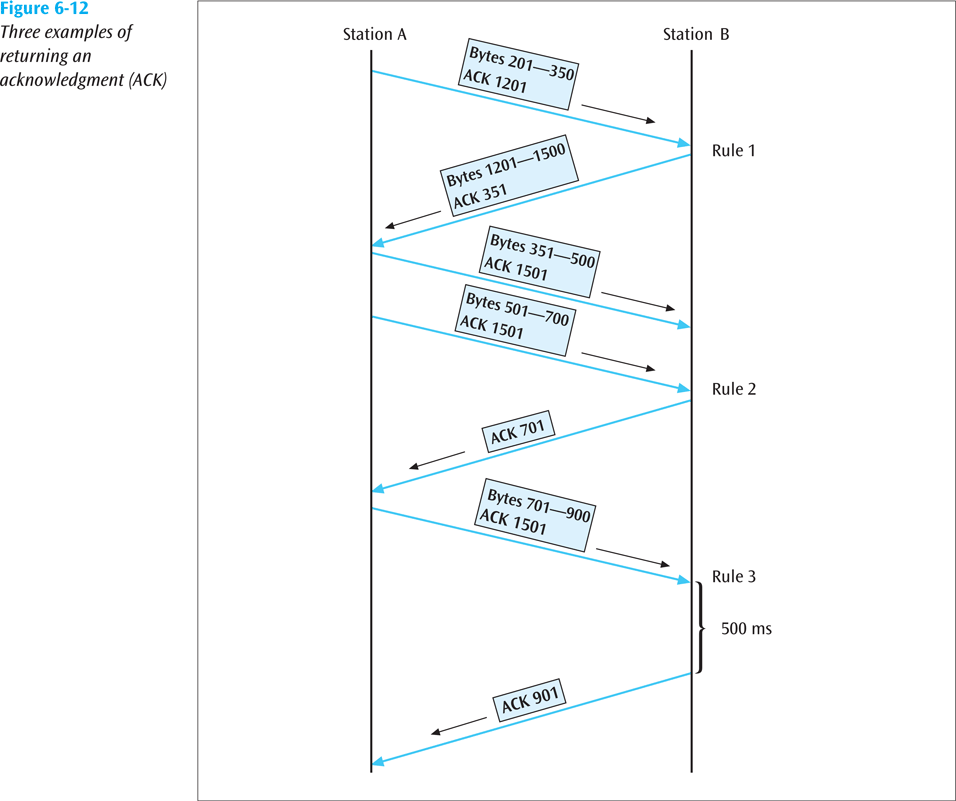 Figure 6-12
Three examples of
returning an
acknowledgment (ACK)
Station A
Station B
Bytes 201—350
ACK 1201
Rule 1
Bytes 1201—1500
ACK 351
Bytes 351—500
ACK 1501
Bytes 501—700
ACK 1501
Rule 2
ACK 701
Bytes 701—900
ACK 1501
Rule 3
500 ms
ACK 901